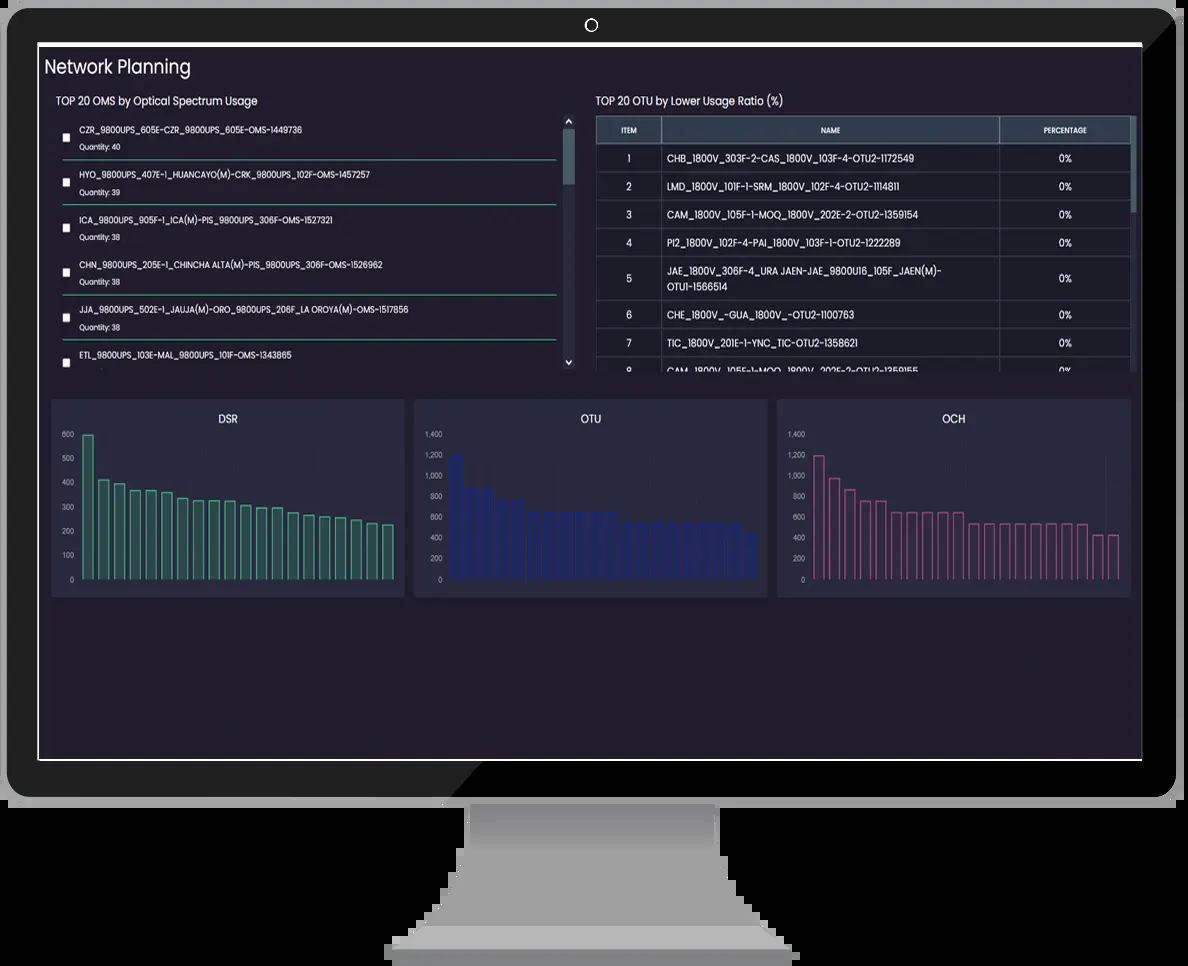 Network Planning
TOP 20 OMS by Optical Spectrum Usage
CZR_9800UPS_605E-CZR_9800UPS_605E-OMS-1449736
Quantity: 40
HYO_9800UPS_407E-1_HUANCAYO(M)-CRK_9800UPS_102F-OMS-1457257
Quantity: 39
ICA_9800UPS_905F-1_ICA(M)-PIS_9800UPS_306F-OMS-1527321
Quantity: 38
CHN_9800UPS_205E-1_CHINCHA ALTA(M)-PIS_9800UPS_306F-OMS-1526962
Quantity: 38
JJA_9800UPS_502E-1_JAUJA(M)-ORO_9800UPS_206F_LA OROYA(M)-OMS-1517856
Quantity: 38
ETL_9800UPS_103E-MAL_9800UPS_101F-OMS-1343865
TOP 20 OTU by Lower Usage Ratio (%)
ITEM NAME PERCENTAGE
1 CHB_1800V_303F-2-CAS_1800V_103F-4-OTU2-1172549 0%
2 LMD_1800V_101F-1-SRM_1800V_102F-4-OTU2-1114811 0%
3 CAM_1800V_105F-1-MOQ_1800V_202E-2-OTU2-1359154 0%
4 PI2_1800V_102F-4-PAI_1800V_103F-1-OTU2-1222289 0%
5 JAE_1800V_306F-4_URA JAEN-JAE_9800U16_105F_JAEN(M)-
OTU1-1566514 0%
6 CHE_1800V_-GUA_1800V_-OTU2-1100763 0%
7 TIC_1800V_201E-1-YNC_TIC-OTU2-1358621 0%
8 CAM_1800V_105F-1-MOQ_1800V_202E-2-OTU2-1359155 0%
DSR
600
500
400
300
200
100
0
OTU
1,400
1,200
1,000
800
600
400
200
0
OCH
1,400
1,200
1,000
800
600
400
200
0